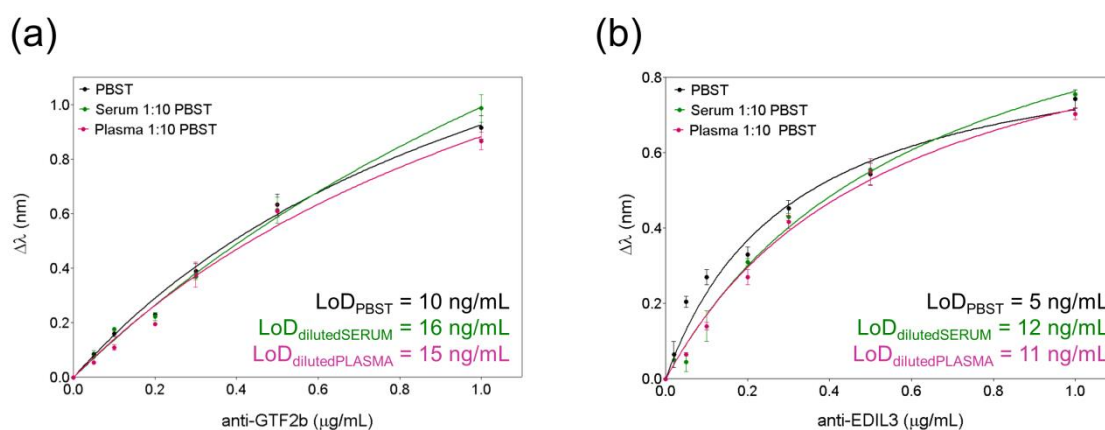 (a)
PBST
Serum 1:10 PBST
Plasma 1:10 PBST
Δλ (nm)
1.0
0.8
0.6
0.4
0.2
0.0
0.0 0.2 0.4 0.6 0.8 1.0
anti-GTF2b (μg/mL)
LoDPBST = 10 ng/mL
LoDdilutedSERUM = 16 ng/mL
LoDdilutedPLASMA = 15 ng/mL
(b)
PBST
Serum 1:10 PBST
Plasma 1:10 PBST
Δλ (nm)
0.8
0.6
0.4
0.2
0.0
0.0 0.2 0.4 0.6 0.8 1.0
anti-EDIL3 (μg/mL)
LoDPBST = 5 ng/mL
LoDdilutedSERUM = 12 ng/mL
LoDdilutedPLASMA = 11 ng/mL